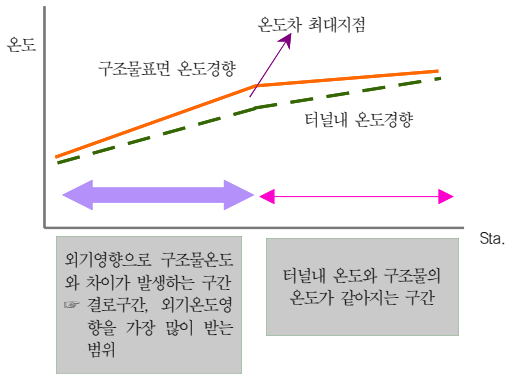 온도차 최대지점
온도
구조물표면 온도경향
터널내 온도경향
Sta.
외기영향으로 구조물온도
와 차이가 발생하는 구간
☞ 결로구간, 외기온도영
향을 가장 많이 받는
범위
터널내 온도와 구조물의
온도가 같아지는 구간